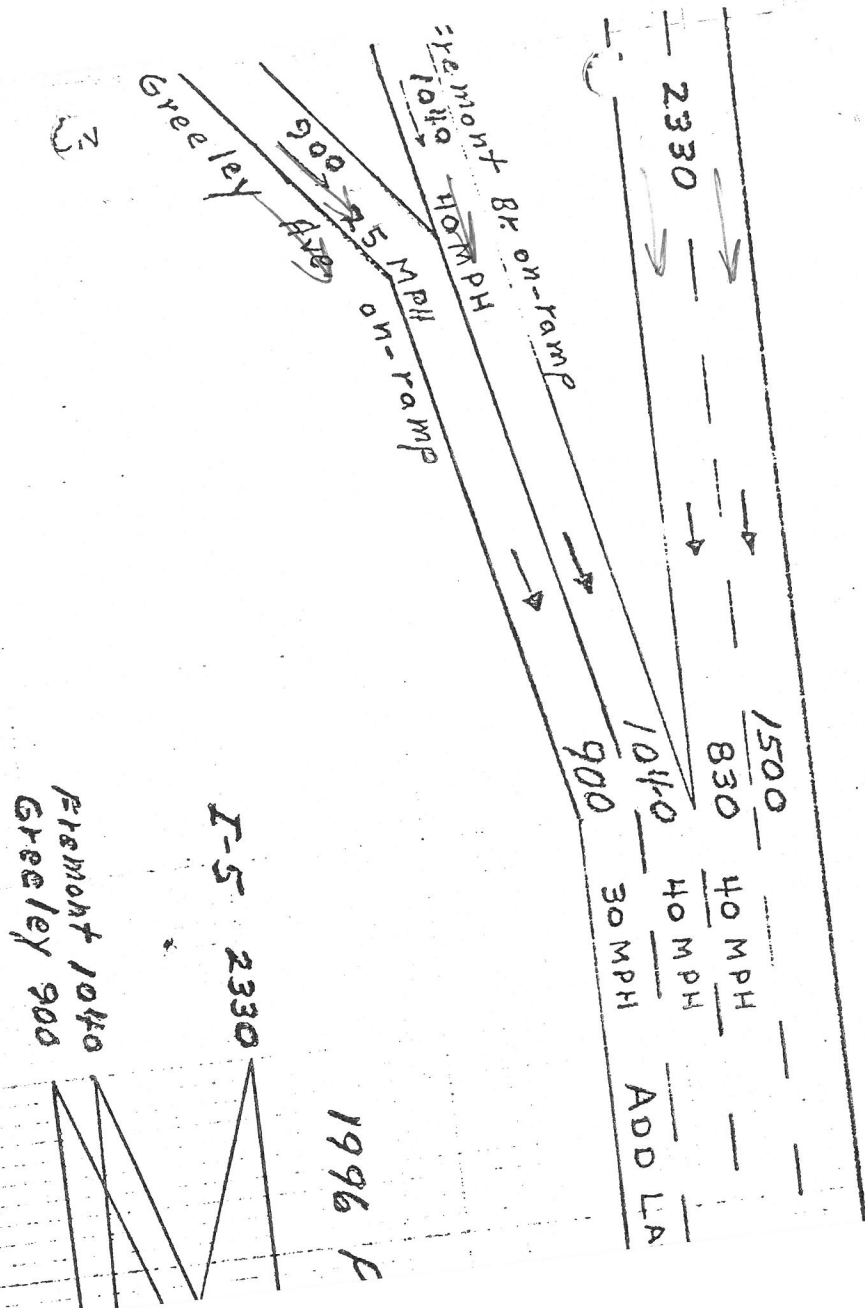 2330
1500
830
40 MPH
Fremont Br. on-ramp
1040
40 MPH
1040
40 MPH
900
25 MPH
Greeley Ave.
on-ramp
900
30 MPH
ADD LA
I-5 2330
Fremont 1040
Greeley 900
1996